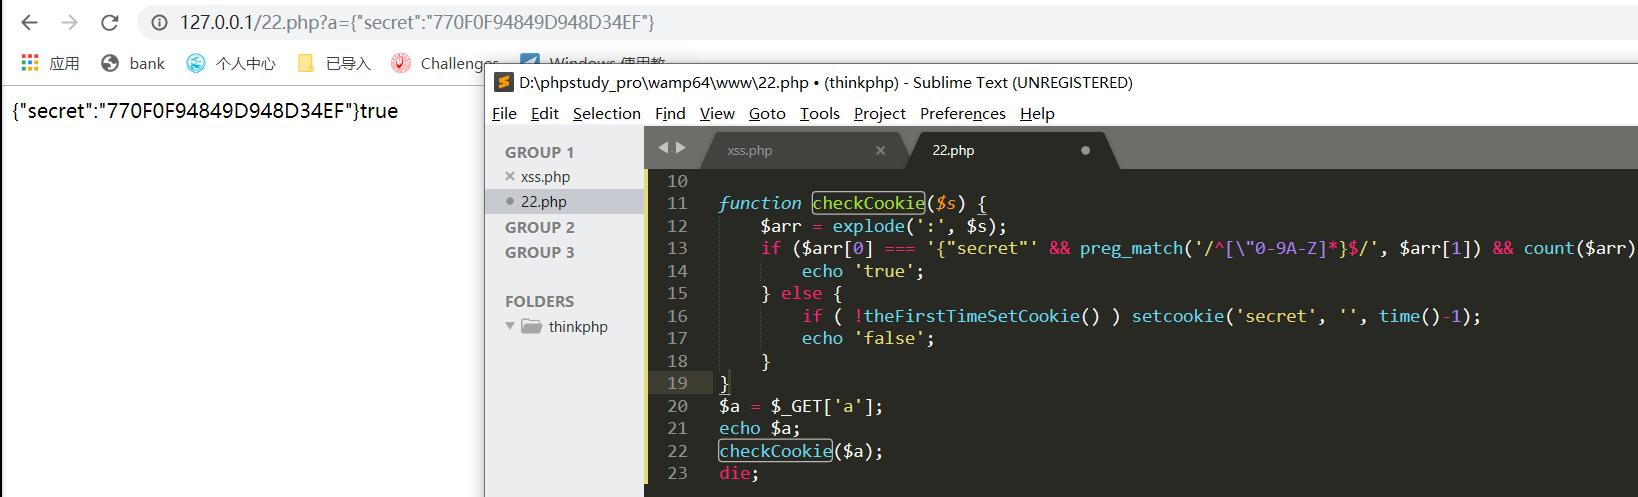 127.0.0.1/22.php?a={"secret":"770F0F94849D948D34EF"}
应用 bank 个人中心 已导入 Challenges
{"secret":"770F0F94849D948D34EF"}true
D:\phpstudy_pro\wamp64\www\22.php • (thinkphp) - Sublime Text (UNREGISTERED)
File Edit Selection Find View Goto Tools Project Preferences Help
GROUP 1
xss.php
22.php
GROUP 2
GROUP 3
FOLDERS
thinkphp
xss.php 22.php
10
11 function checkCookie($s) {
12 $arr = explode(':', $s);
13 if ($arr[0] === '{"secret"' && preg_match('/^[\"0-9A-Z]*}$/', $arr[1]) && count($arr)
14 echo 'true';
15 } else {
16 if ( !theFirstTimeSetCookie() ) setcookie('secret', '', time()-1);
17 echo 'false';
18 }
19 }
20 $a = $_GET['a'];
21 echo $a;
22 checkCookie($a);
23 die;